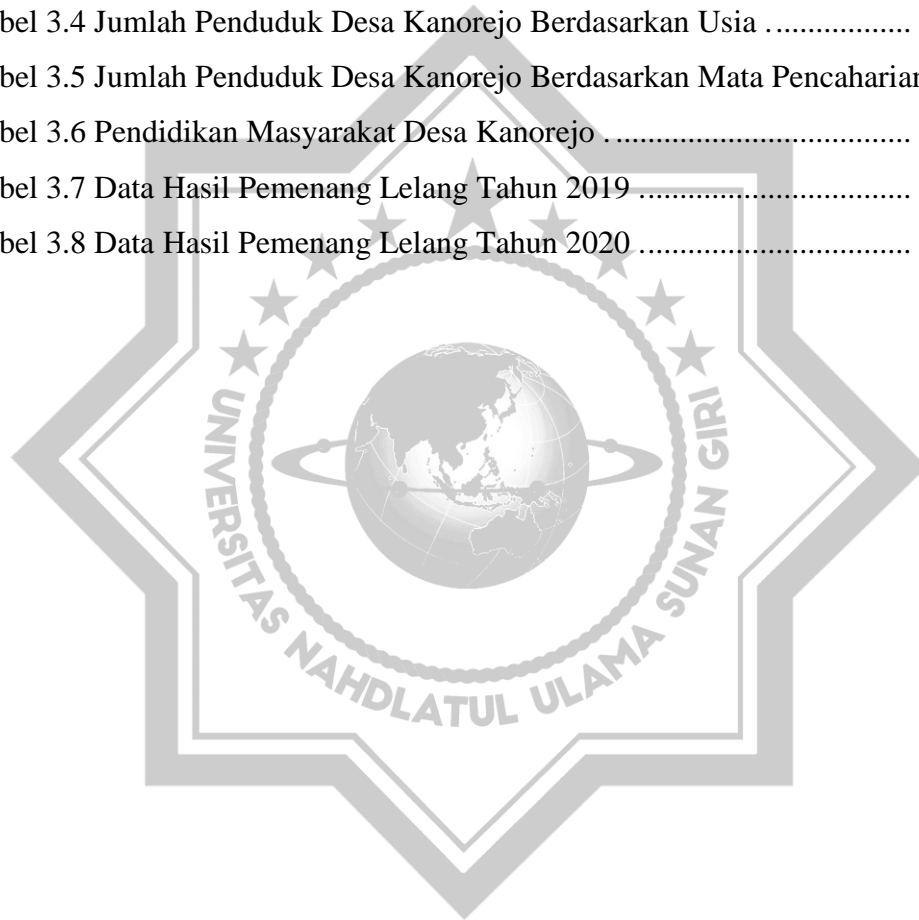 bel 3.4 Jumlah Penduduk Desa Kanorejo Berdasarkan Usia . .................
bel 3.5 Jumlah Penduduk Desa Kanorejo Berdasarkan Mata Pencaharian
bel 3.6 Pendidikan Masyarakat Desa Kanorejo . ..................................
bel 3.7 Data Hasil Pemenang Lelang Tahun 2019 ...............................
bel 3.8 Data Hasil Pemenang Lelang Tahun 2020 ...............................
UNIVERSITAS NAHDLATUL ULAMA SUNAN GIRI